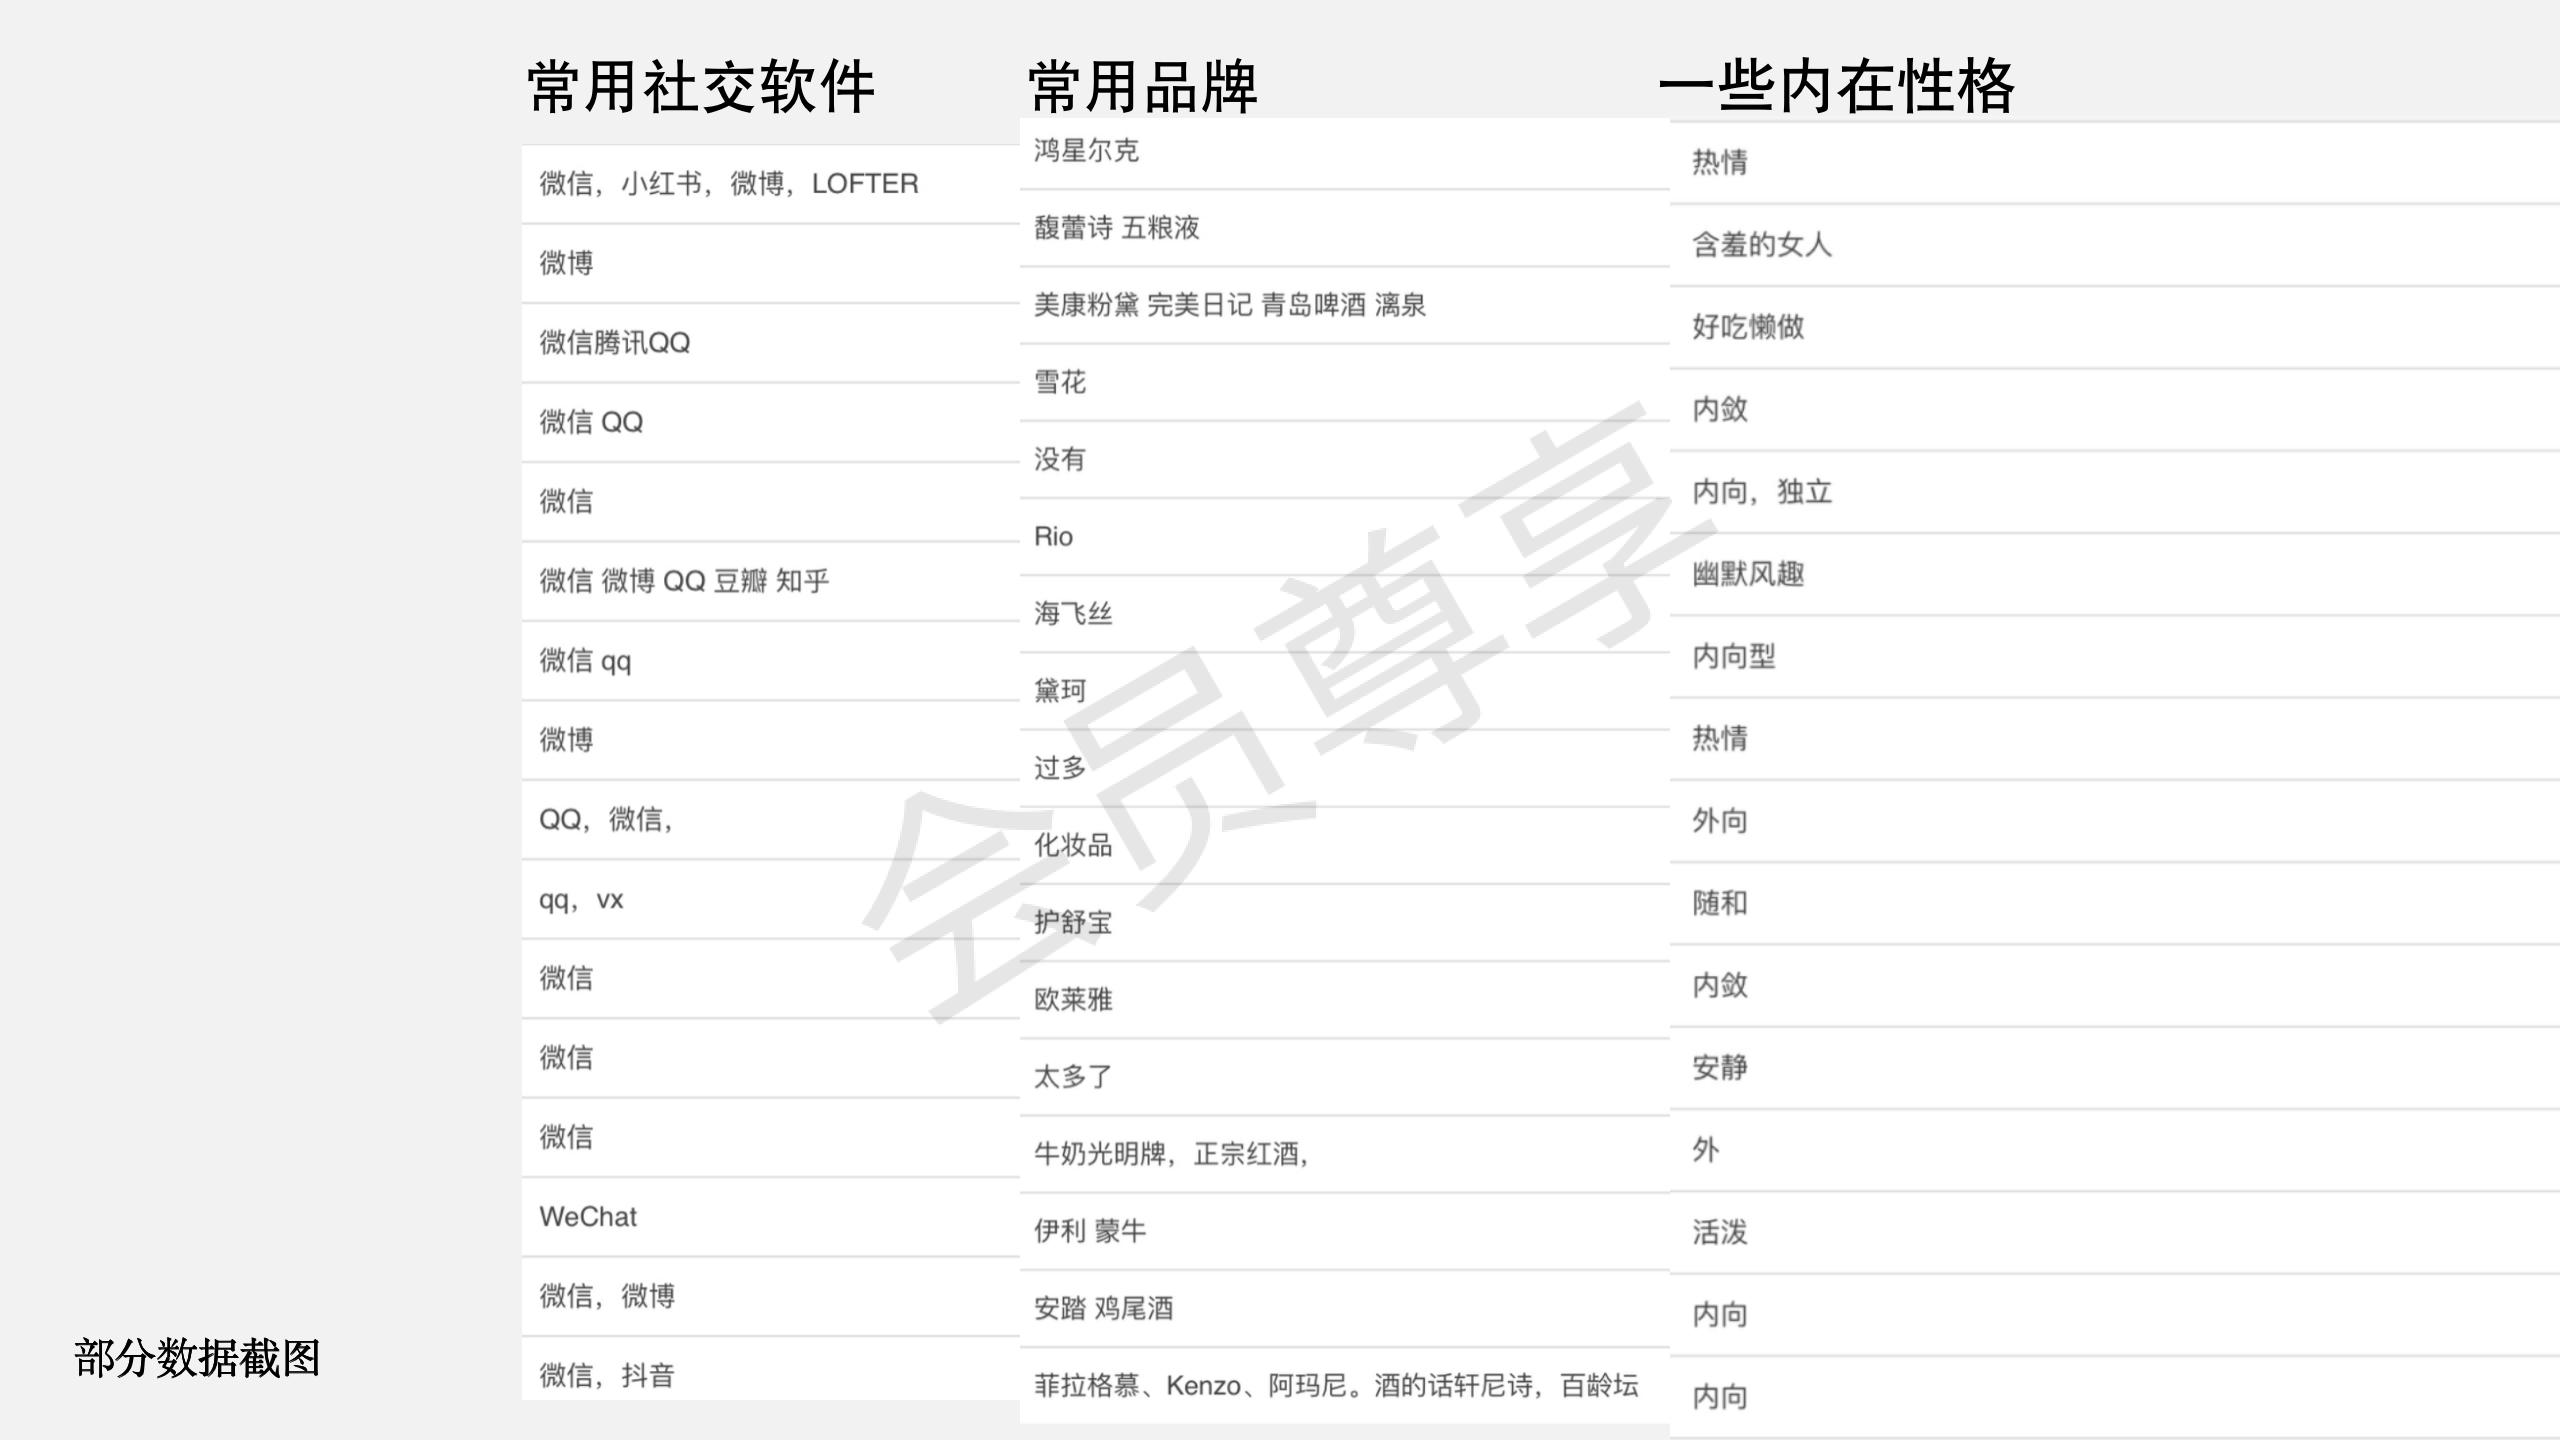 常用社交软件
微信，小红书，微博，LOFTER
微博
微信腾讯QQ
微信 QQ
微信
微信 微博 QQ 豆瓣 知乎
微信 qq
微博
QQ，微信，
qq，vx
微信
微信
微信
WeChat
微信，微博
微信，抖音
常用品牌
鸿星尔克
馥蕾诗 五粮液
美康粉黛 完美日记 青岛啤酒 漓泉
雪花
没有
Rio
海飞丝
黛珂
过多
化妆品
护舒宝
欧莱雅
太多了
牛奶光明牌，正宗红酒，
伊利 蒙牛
安踏 鸡尾酒
菲拉格慕、Kenzo、阿玛尼。酒的话轩尼诗，百龄坛
一些内在性格
热情
含羞的女人
好吃懒做
内敛
内向，独立
幽默风趣
内向型
热情
外向
随和
内敛
安静
外
活泼
内向
内向
部分数据截图
会员尊享